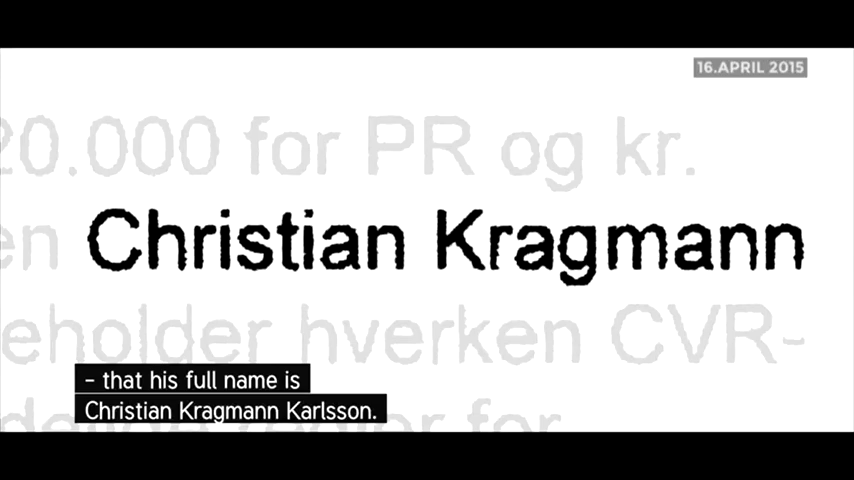 16.APRIL 2015
20.000 for PR og kr.
en Christian Kragmann
eholder hverken CVR-
for
– that his full name is
Christian Kragmann Karlsson.